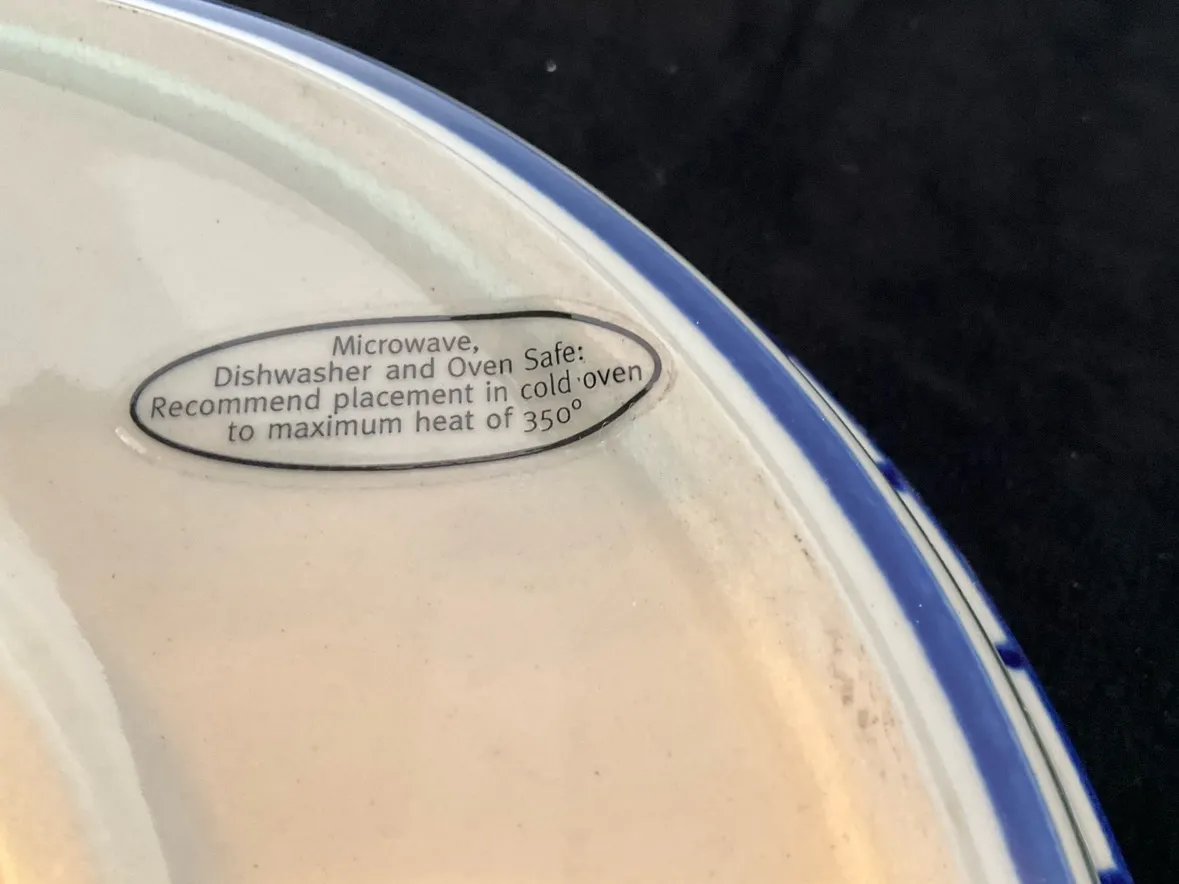 Microwave,
Dishwasher and Oven Safe:
Recommend placement in cold oven
to maximum heat of 350°